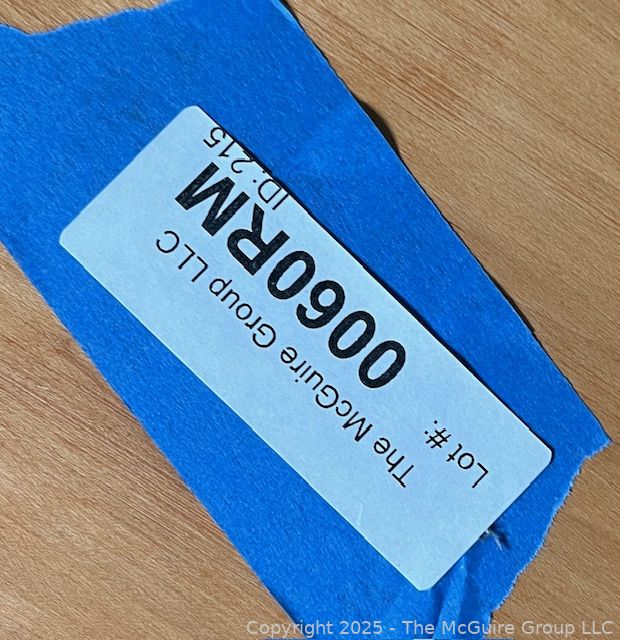 The McGuire Group LLC
Lot #:
0060RM
ID: 215
Copyright 2025 - The McGuire Group LLC